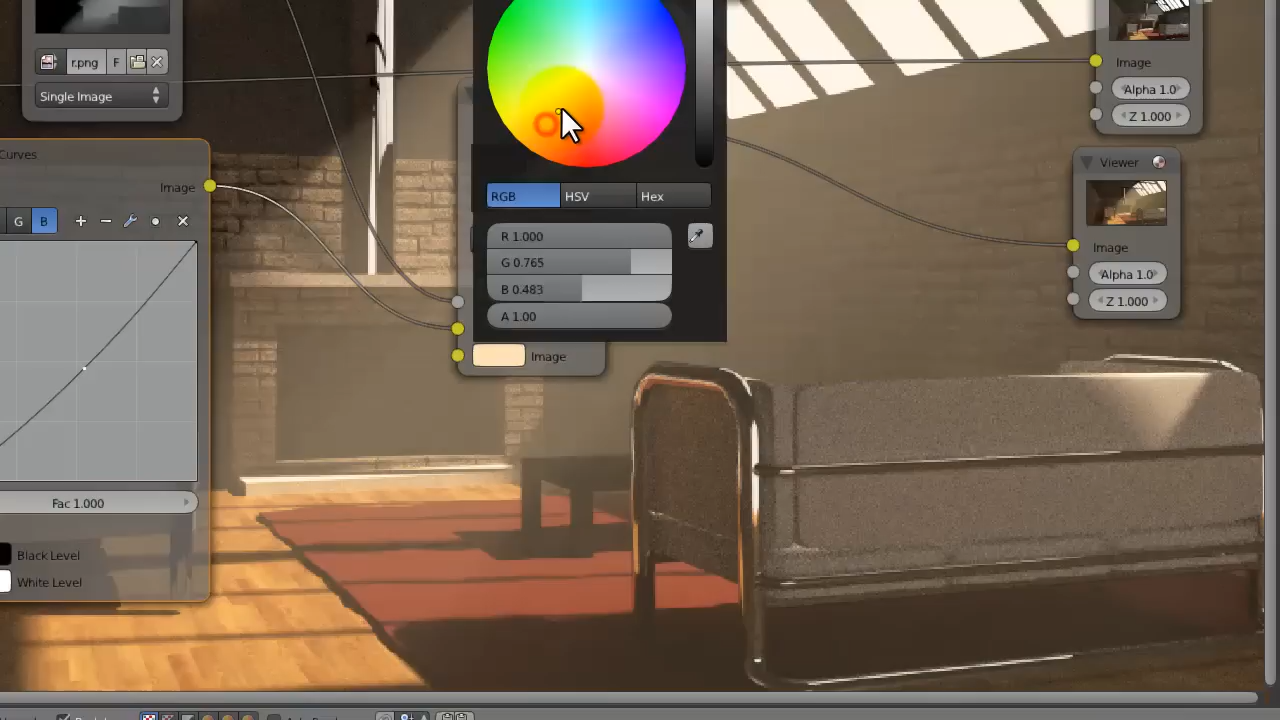 r.png
F
Single Image
Curves
Image
G
B
Fac 1.000
Black Level
White Level
RGB
HSV
Hex
R 1.000
G 0.765
B 0.483
A 1.00
Image
Image
Alpha 1.0
Z 1.000
Viewer
Image
Alpha 1.0
Z 1.000